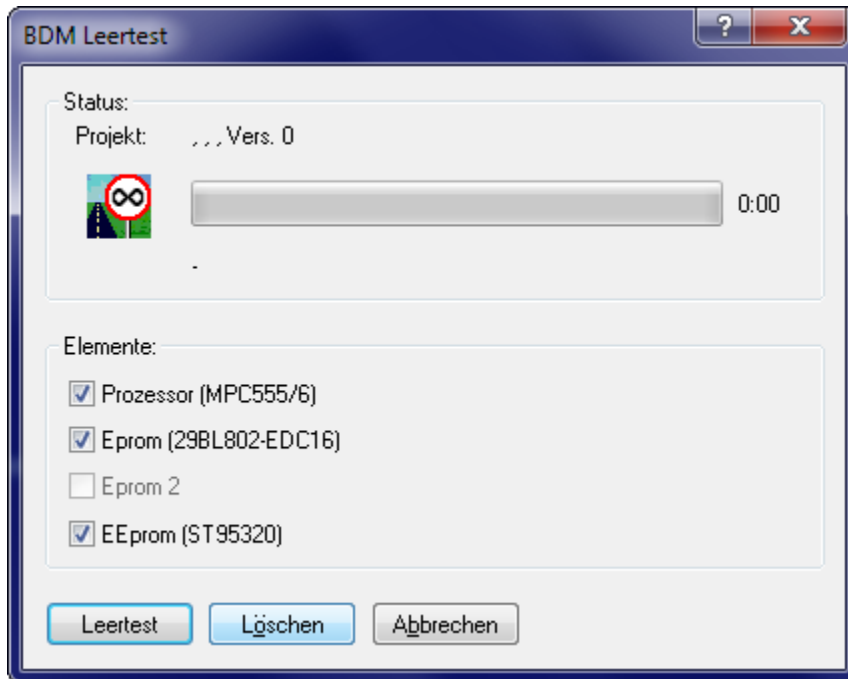 BDM Leertest
Status:
Projekt: , , , Vers. 0
0:00
-
Elemente:
Prozessor (MPC555/6)
Eprom (29BL802-EDC16)
Eprom 2
EEprom (ST95320)
Leertest Löschen Abbrechen